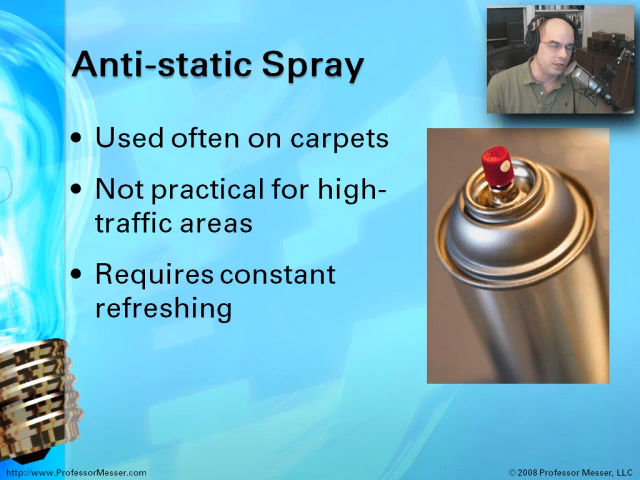 Anti-static Spray
• Used often on carpets
• Not practical for high-
traffic areas
• Requires constant
refreshing
http://www.ProfessorMesser.com
© 2008 Professor Messer, LLC